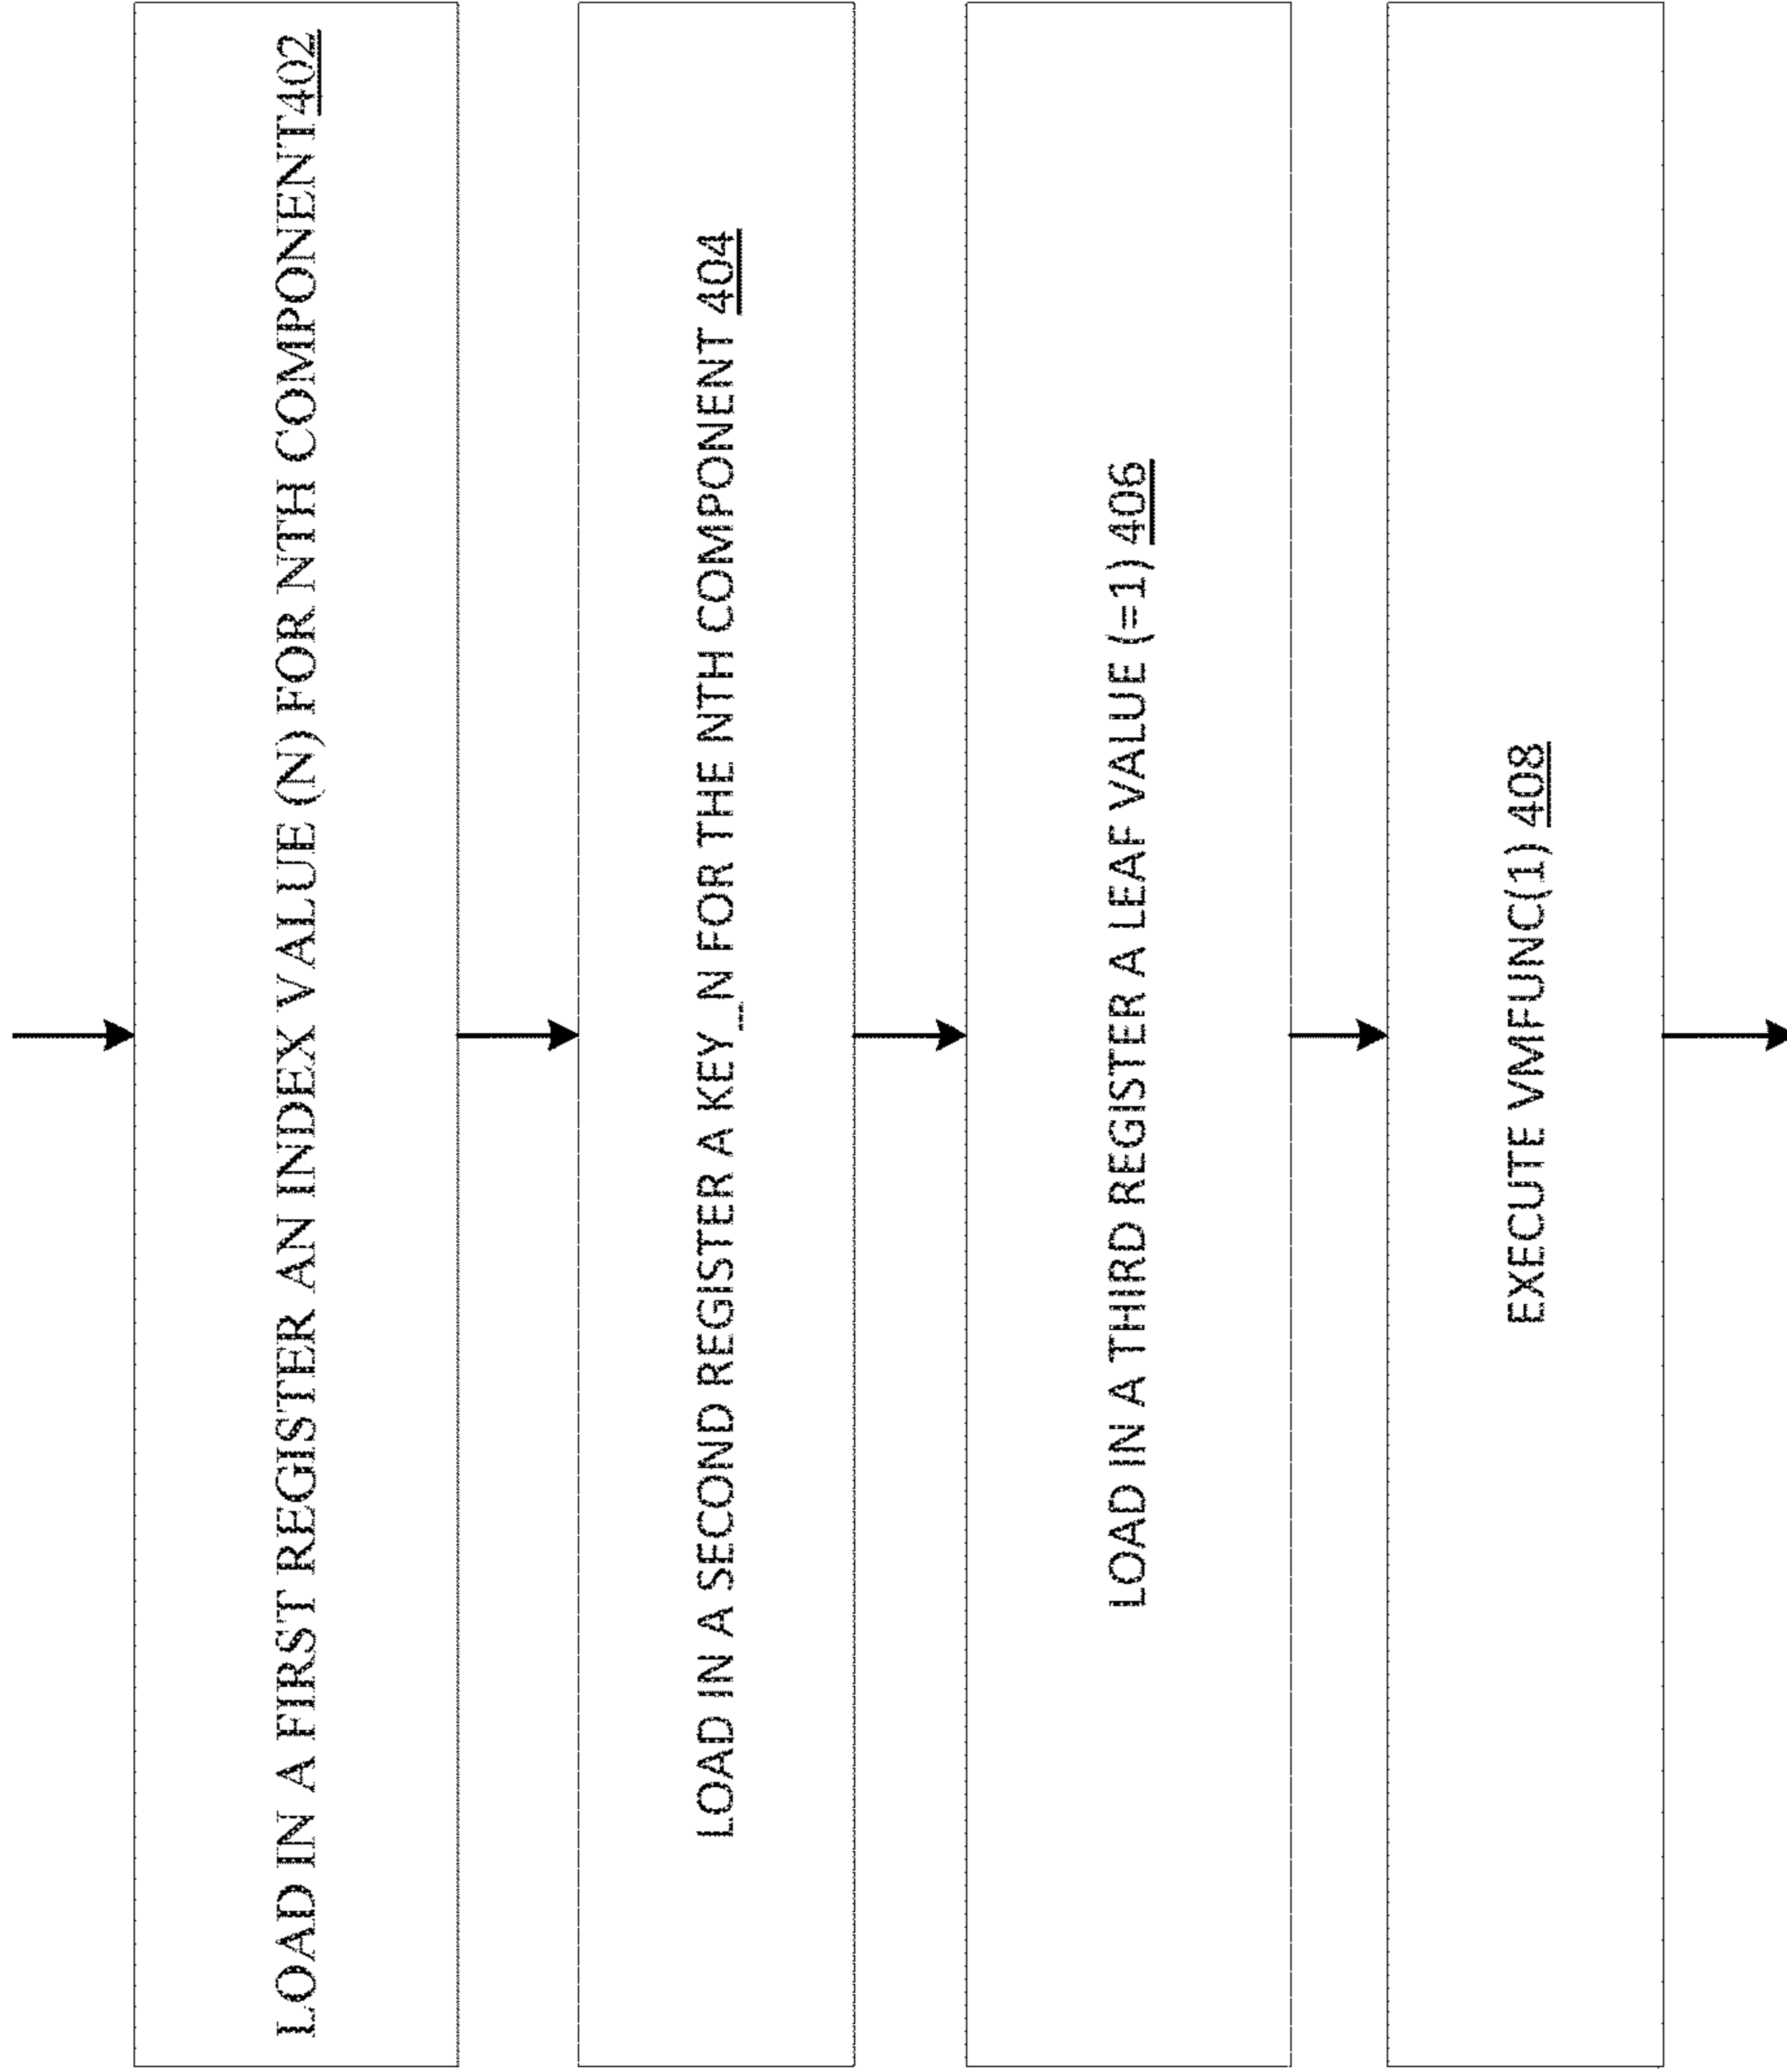 LOAD IN A FIRST REGISTER AN INDEX VALUE (N) FOR NTH COMPONENT402
LOAD IN A SECOND REGISTER A KEY_N FOR THE NTH COMPONENT 404
LOAD IN A THIRD REGISTER A LEAF VALUE (=1) 406
EXECUTE VMFUNC(1) 408